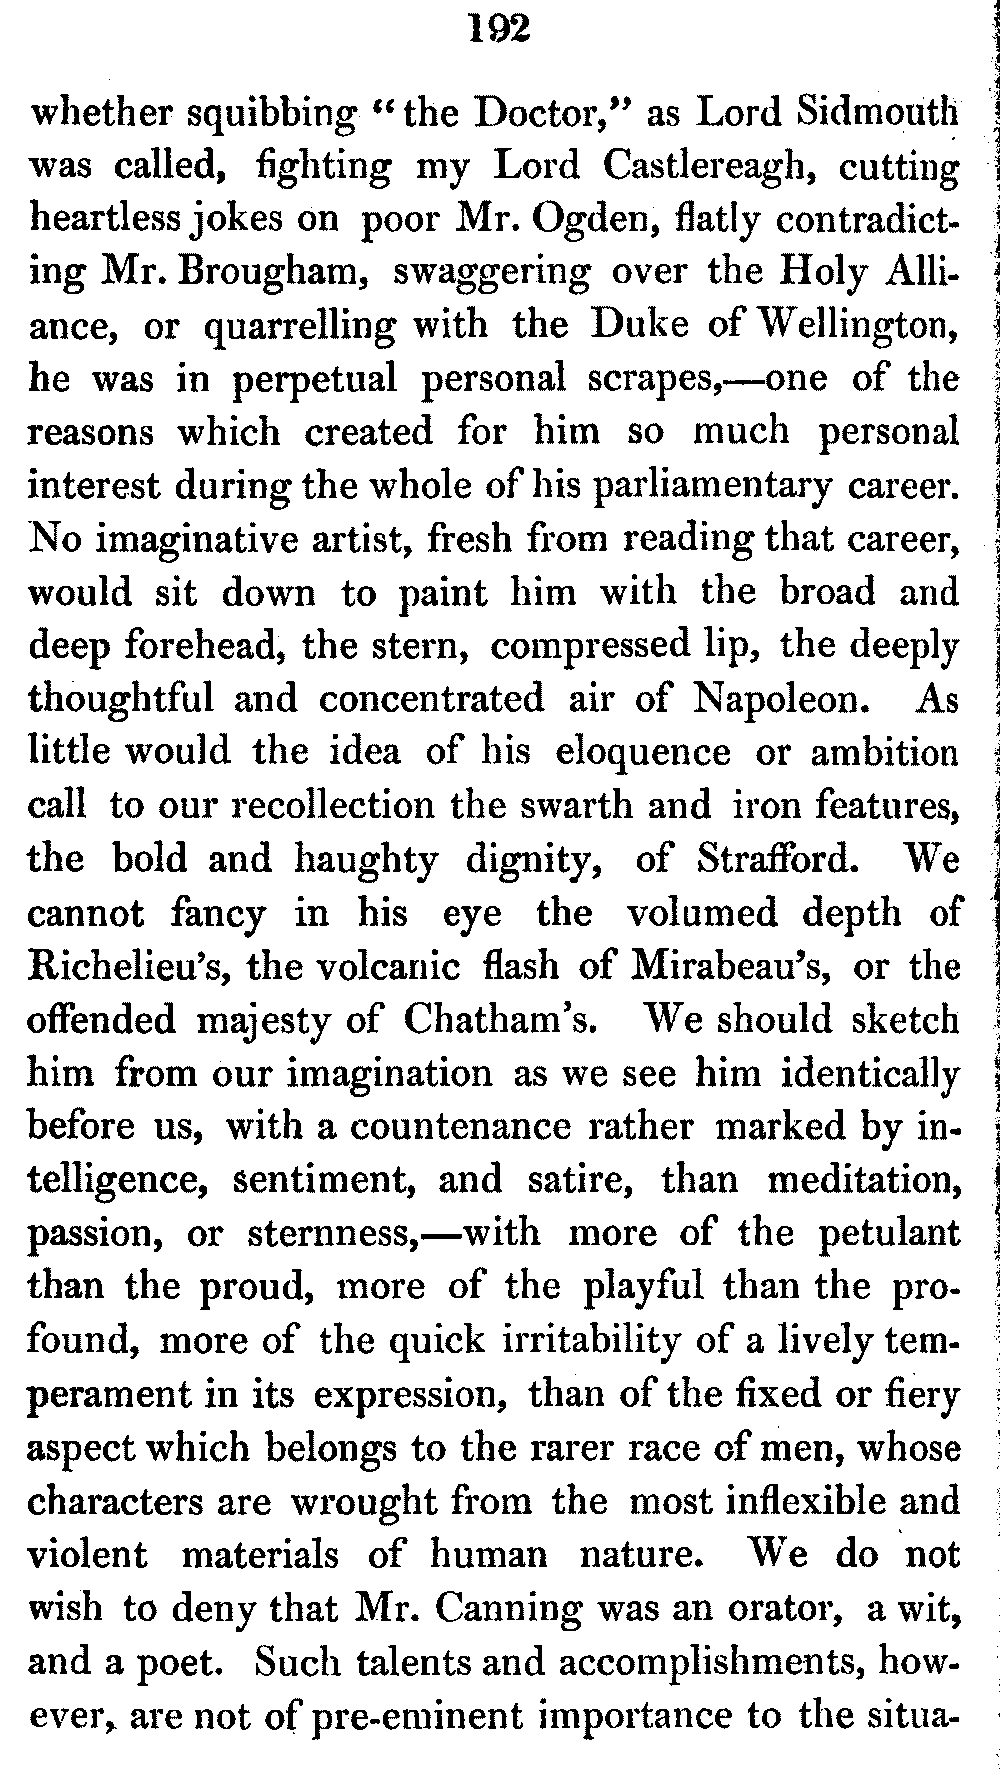 192
whether squibbing “the Doctor,” as Lord Sidmouth
was called, fighting my Lord Castlereagh, cutting
heartless jokes on poor Mr. Ogden, flatly contradict-
ing Mr. Brougham, swaggering over the Holy Alli-
ance, or quarrelling with the Duke of Wellington,
he was in perpetual personal scrapes,—one of the
reasons which created for him so much personal
interest during the whole of his parliamentary career.
No imaginative artist, fresh from reading that career,
would sit down to paint him with the broad and
deep forehead, the stern, compressed lip, the deeply
thoughtful and concentrated air of Napoleon. As
little would the idea of his eloquence or ambition
call to our recollection the swarth and iron features,
the bold and haughty dignity, of Strafford. We
cannot fancy in his eye the volumed depth of
Richelieu’s, the volcanic flash of Mirabeau’s, or the
offended majesty of Chatham’s. We should sketch
him from our imagination as we see him identically
before us, with a countenance rather marked by in-
telligence, sentiment, and satire, than meditation,
passion, or sternness,—with more of the petulant
than the proud, more of the playful than the pro-
found, more of the quick irritability of a lively tem-
perament in its expression, than of the fixed or fiery
aspect which belongs to the rarer race of men, whose
characters are wrought from the most inflexible and
violent materials of human nature. We do not
wish to deny that Mr. Canning was an orator, a wit,
and a poet. Such talents and accomplishments, how-
ever, are not of pre-eminent importance to the situa-